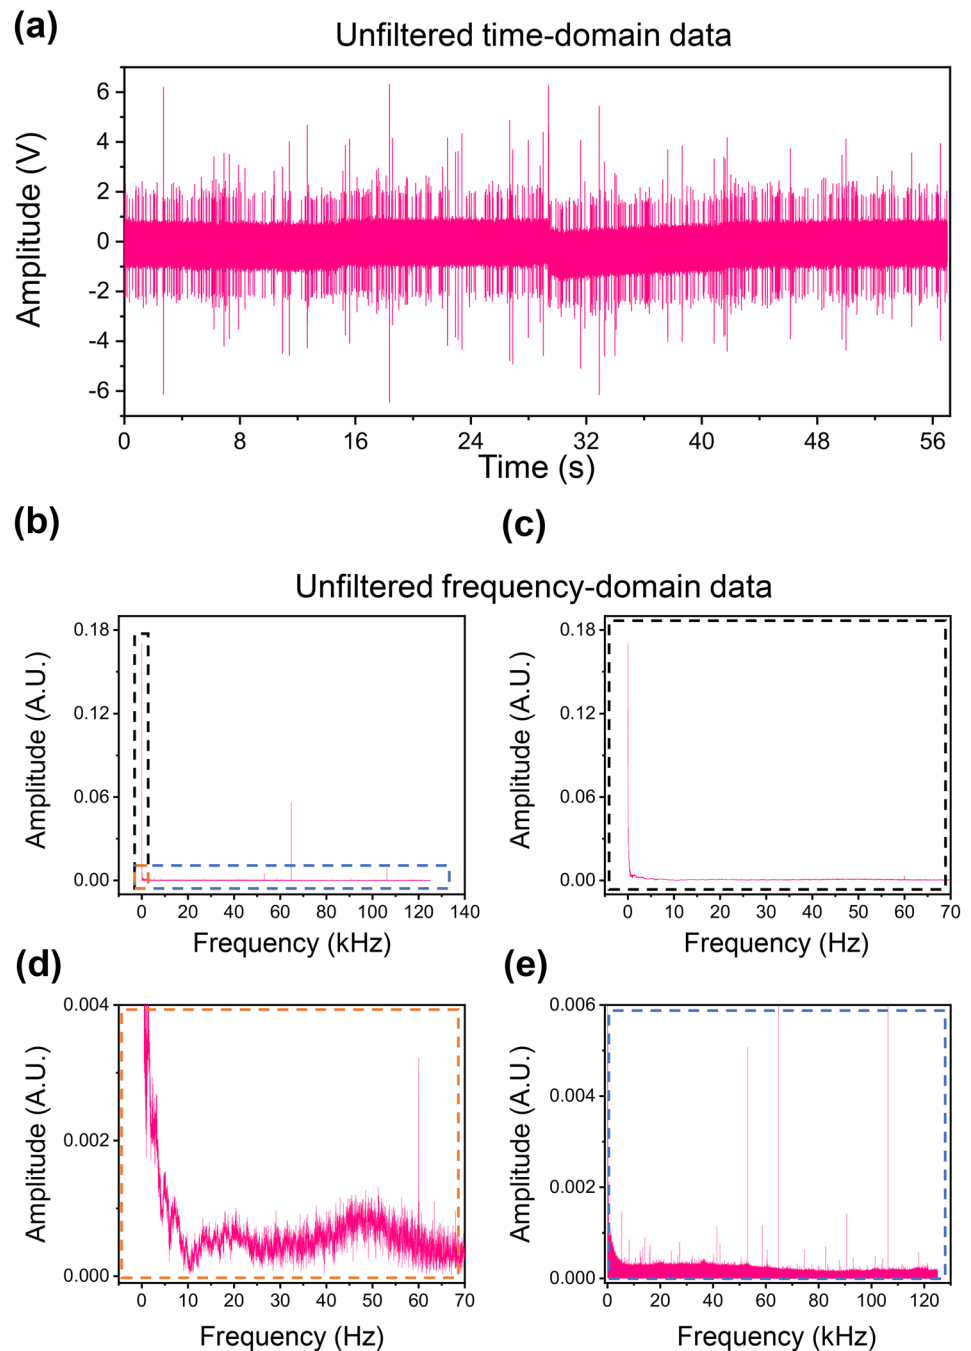 (a)
Unfiltered time-domain data
Amplitude (V)
6
4
2
0
-2
-4
-6
0 8 16 24 32 40 48 56
Time (s)
(b) (c)
Unfiltered frequency-domain data
Amplitude (A.U.)
0.18
0.12
0.06
0.00
0 20 40 60 80 100 120 140
Frequency (kHz)
Amplitude (A.U.)
0.18
0.12
0.06
0.00
0 10 20 30 40 50 60 70
Frequency (Hz)
(d) (e)
Amplitude (A.U.)
0.004
0.002
0.000
0 10 20 30 40 50 60 70
Frequency (Hz)
Amplitude (A.U.)
0.006
0.004
0.002
0.000
0 20 40 60 80 100 120
Frequency (kHz)